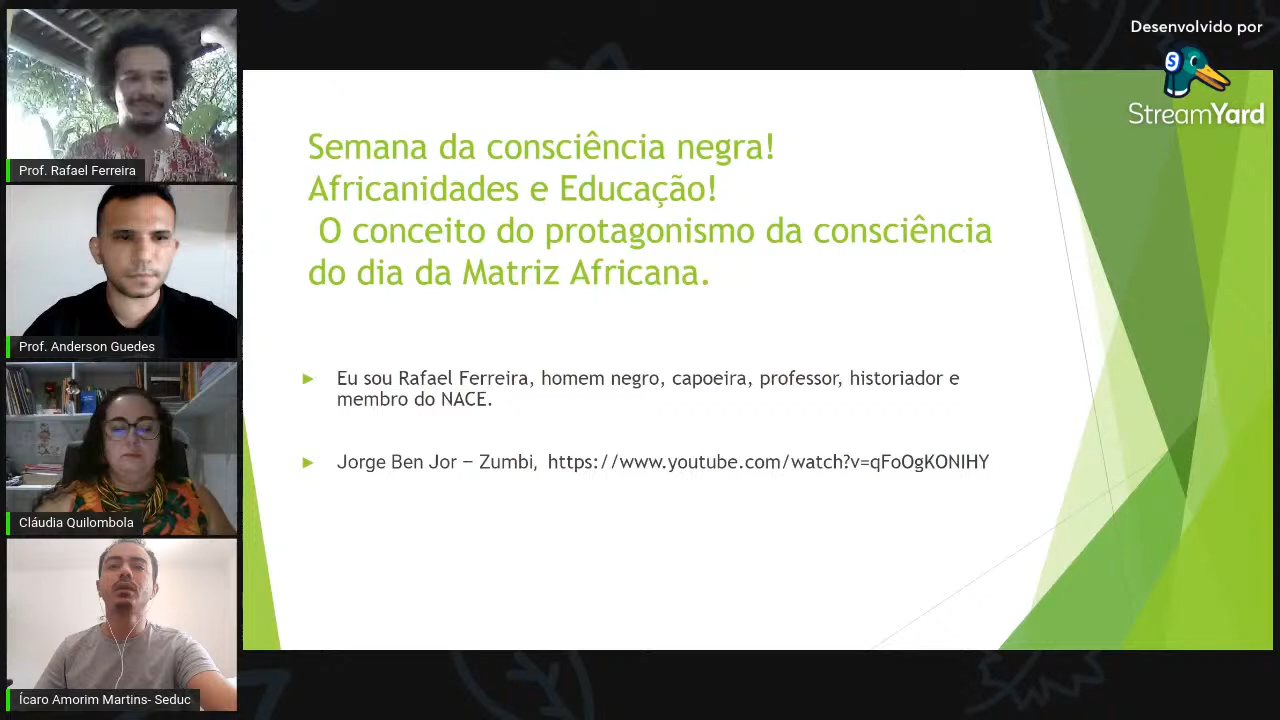 Desenvolvido por
StreamYard
Prof. Rafael Ferreira
Prof. Anderson Guedes
Cláudia Quilombola
Ícaro Amorim Martins- Seduc
Semana da consciência negra!
Africanidades e Educação!
O conceito do protagonismo da consciência
do dia da Matriz Africana.
Eu sou Rafael Ferreira, homem negro, capoeira, professor, historiador e
membro do NACE.
Jorge Ben Jor – Zumbi, https://www.youtube.com/watch?v=qFoOgKONIHY